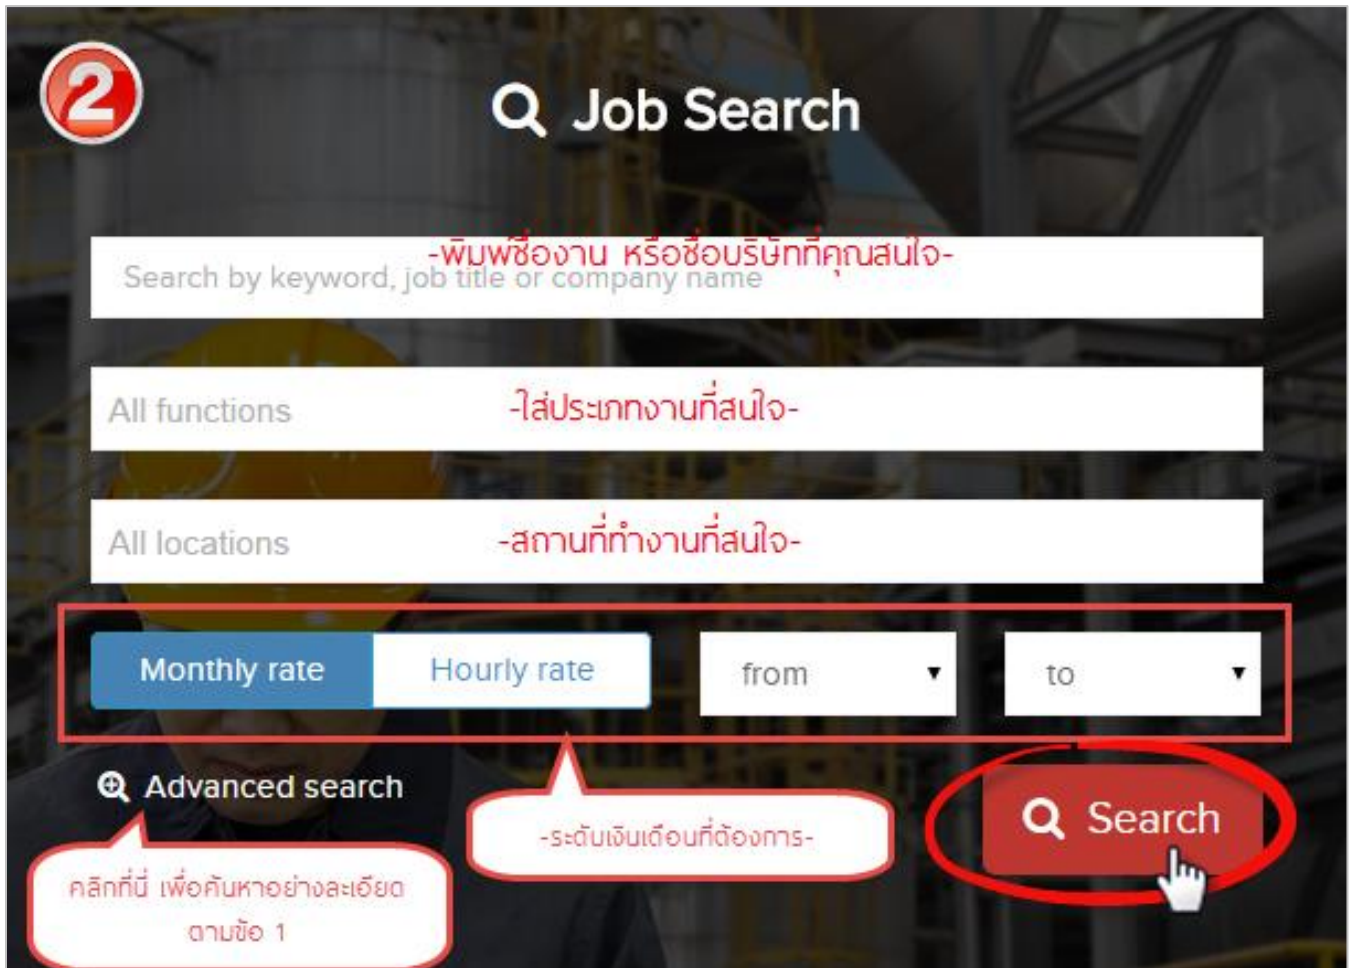 2
Job Search
-พิมพ์ชื่องาน หรือชื่อบริษัทที่คุณสนใจ-
Search by keyword, job title or company name
All functions
-ใส่ประเภทงานที่สนใจ-
All locations
-สถานที่ทำงานที่สนใจ-
Monthly rate
Hourly rate
from
to
Advanced search
-ระดับเงินเดือนที่ต้องการ-
Search
คลิกที่นี่ เพื่อค้นหาอย่างละเอียด
ตามข้อ 1